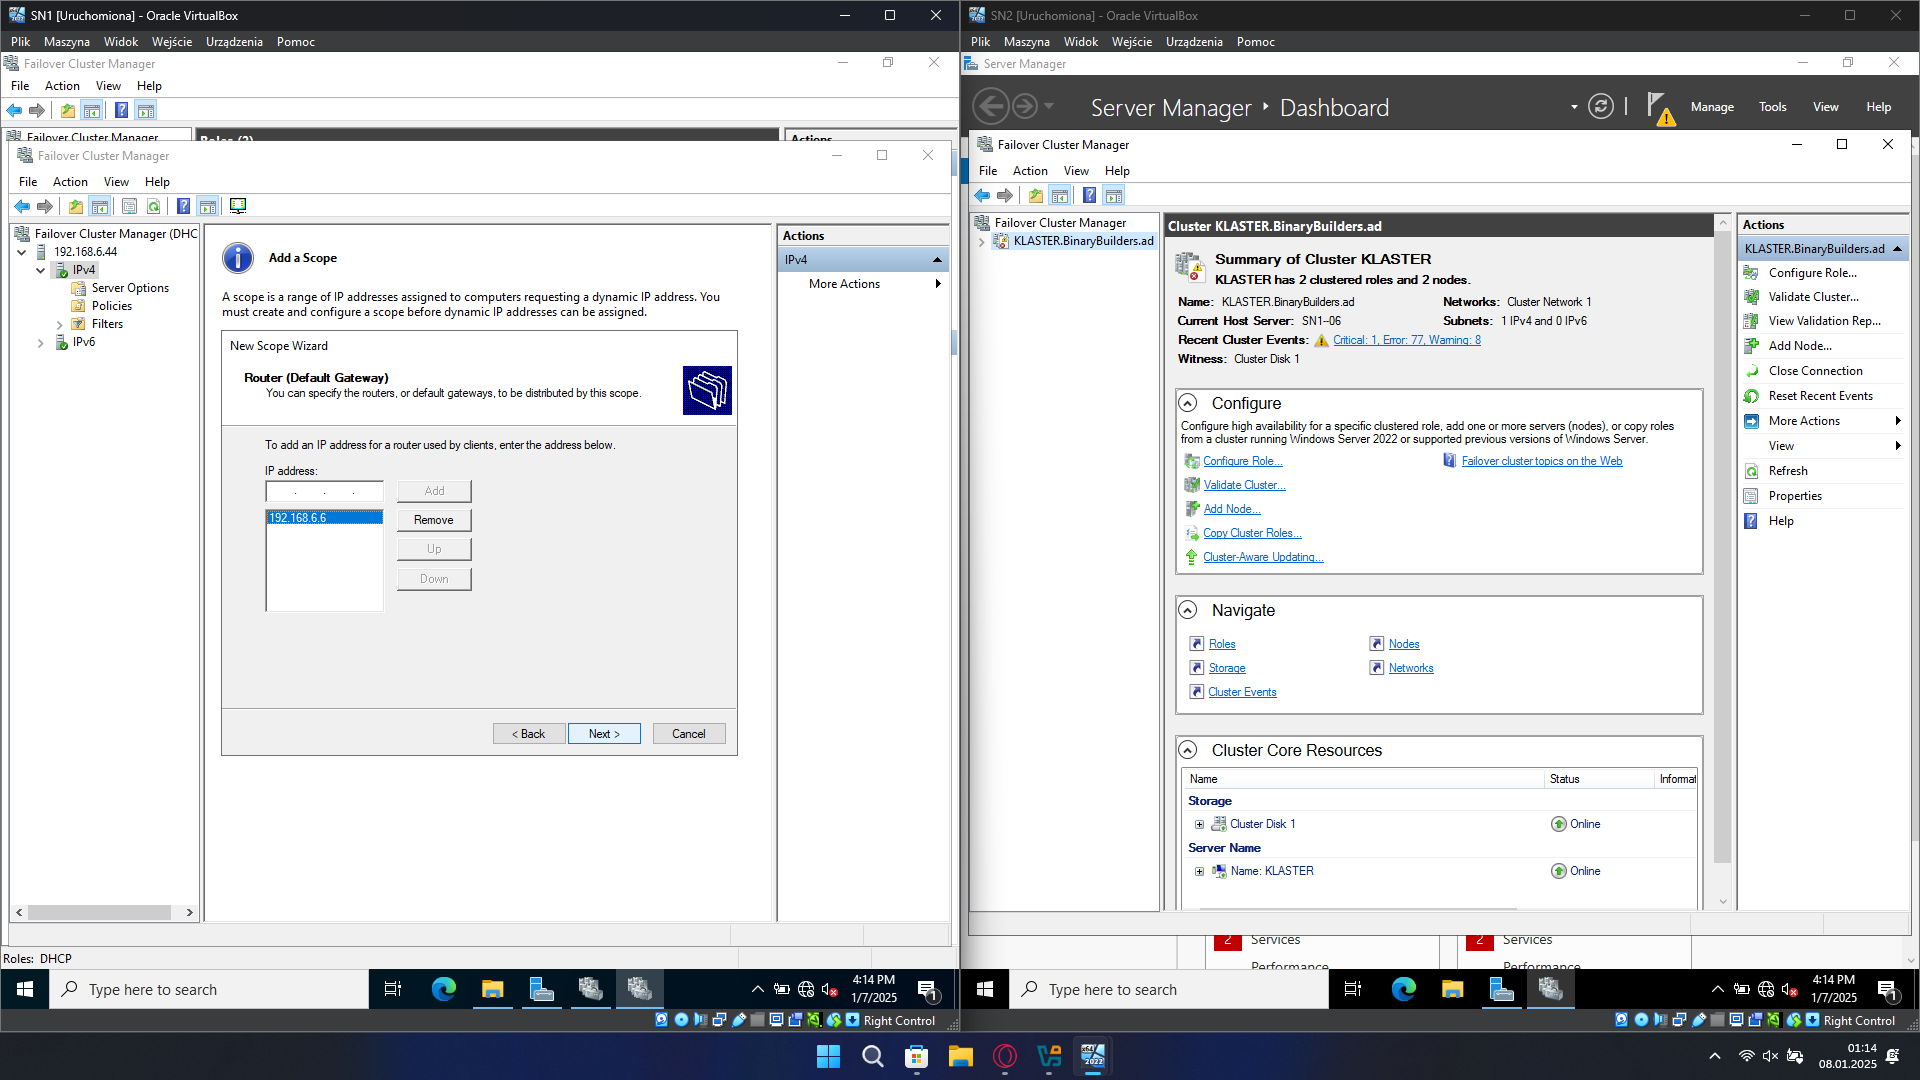 SN1 [Uruchomiona] - Oracle VirtualBox
Plik Maszyna Widok Wejście Urządzenia Pomoc
Failover Cluster Manager
File Action View Help
Failover Cluster Manager
Roles (2)
Actions
Failover Cluster Manager
File Action View Help
Failover Cluster Manager (DHC
192.168.6.44
IPv4
Server Options
Policies
Filters
IPv6
Add a Scope
A scope is a range of IP addresses assigned to computers requesting a dynamic IP address. You
must create and configure a scope before dynamic IP addresses can be assigned.
New Scope Wizard
Router (Default Gateway)
You can specify the routers, or default gateways, to be distributed by this scope.
To add an IP address for a router used by clients, enter the address below.
IP address:
. . .
Add
192.168.6.6
Remove
Up
Down
< Back Next > Cancel
Actions
IPv4
More Actions
Roles: DHCP
Type here to search
4:14 PM
1/7/2025
1
Right Control
SN2 [Uruchomiona] - Oracle VirtualBox
Plik Maszyna Widok Wejście Urządzenia Pomoc
Server Manager
Server Manager Dashboard
Manage Tools View Help
Failover Cluster Manager
File Action View Help
Failover Cluster Manager
KLASTER.BinaryBuilders.ad
Cluster KLASTER.BinaryBuilders.ad
Summary of Cluster KLASTER
KLASTER has 2 clustered roles and 2 nodes.
Name: KLASTER.BinaryBuilders.ad Networks: Cluster Network 1
Current Host Server: SN1--06 Subnets: 1 IPv4 and 0 IPv6
Recent Cluster Events: Critical: 1, Error: 77, Warning: 8
Witness: Cluster Disk 1
Configure
Configure high availability for a specific clustered role, add one or more servers (nodes), or copy roles
from a cluster running Windows Server 2022 or supported previous versions of Windows Server.
Configure Role... Failover cluster topics on the Web
Validate Cluster...
Add Node...
Copy Cluster Roles...
Cluster-Aware Updating...
Navigate
Roles Nodes
Storage Networks
Cluster Events
Cluster Core Resources
Name Status Informat
Storage
Cluster Disk 1 Online
Server Name
Name: KLASTER Online
Actions
KLASTER.BinaryBuilders.ad
Configure Role...
Validate Cluster...
View Validation Rep...
Add Node...
Close Connection
Reset Recent Events
More Actions
View
Refresh
Properties
Help
2 Services 2 Services
Performance Performance
Type here to search
4:14 PM
1/7/2025
1
Right Control
2022
01:14
08.01.2025